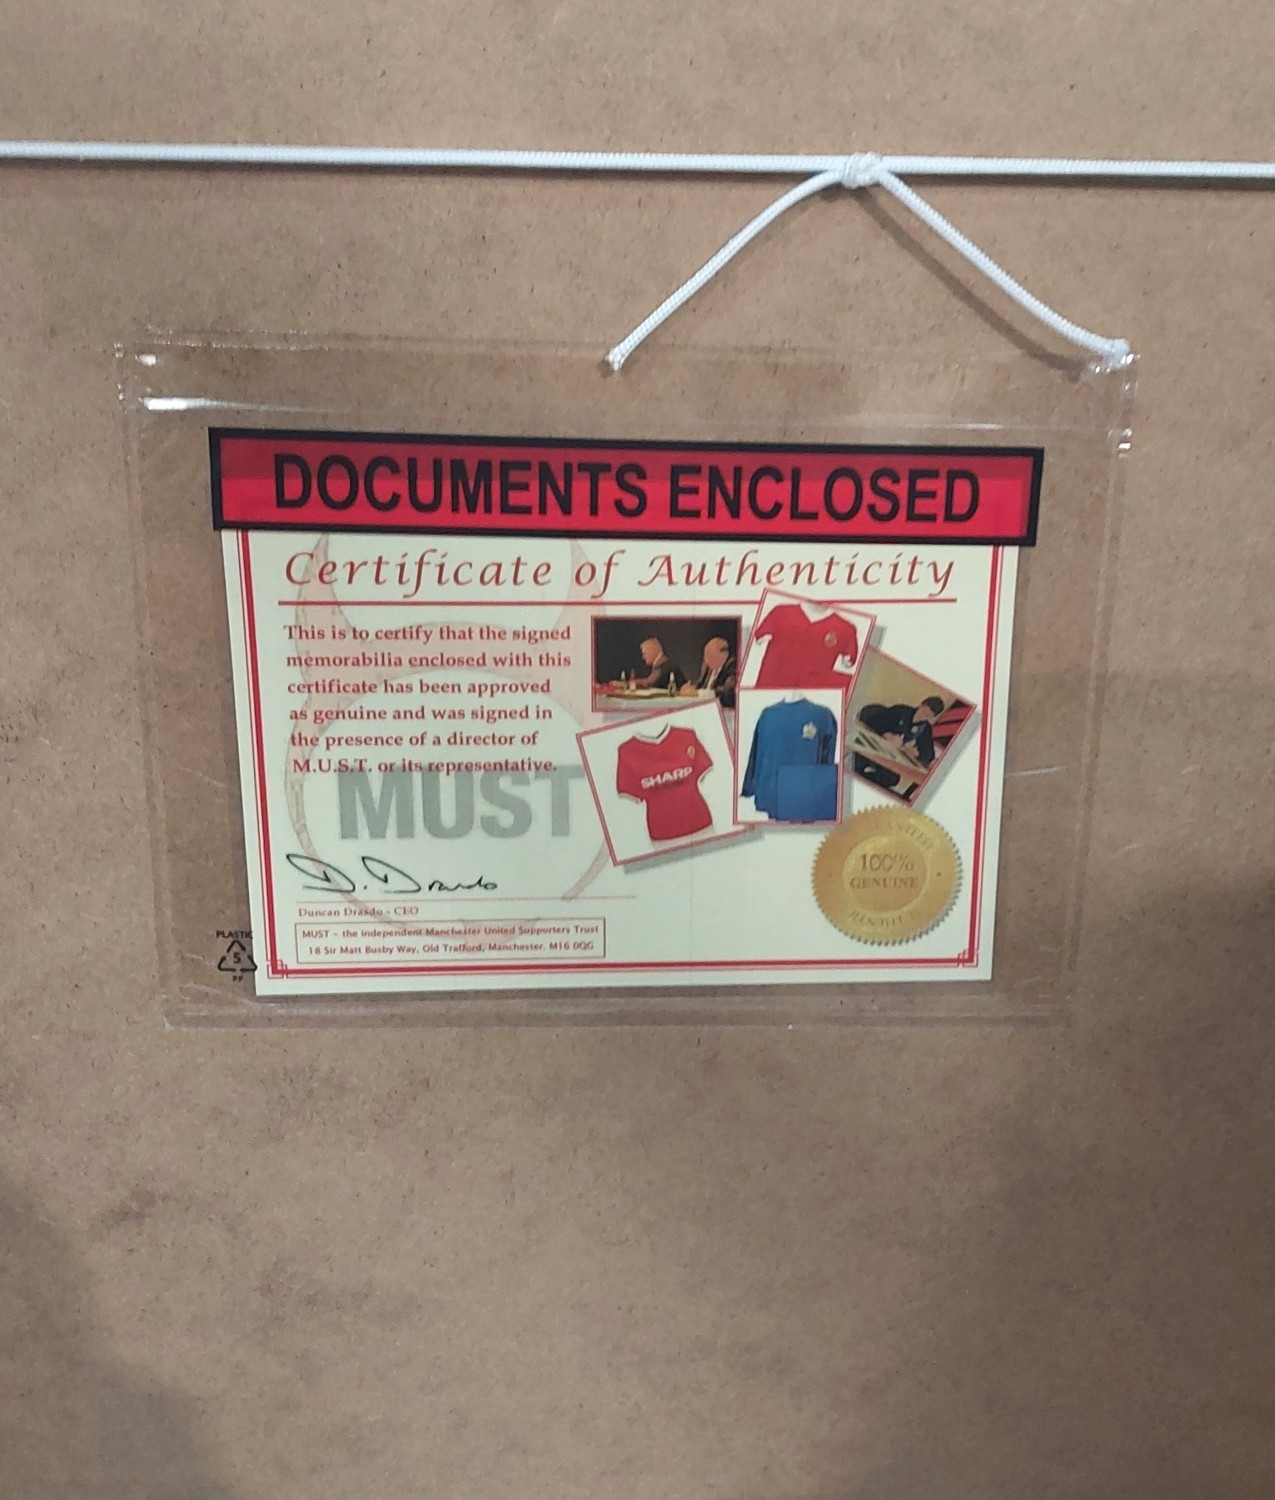 DOCUMENTS ENCLOSED
Certificate of Authenticity
This is to certify that the signed
memorabilia enclosed with this
certificate has been approved
as genuine and was signed in
the presence of a director of
M.U.S.T. or its representative.
MUST
SHARP
D. Drasdo
Duncan Drasdo - CEO
MUST - the independent Manchester United Supporters Trust
18 Sir Matt Busby Way, Old Trafford, Manchester. M16 0QG
100%
GENUINE
PLASTIC
5
PP